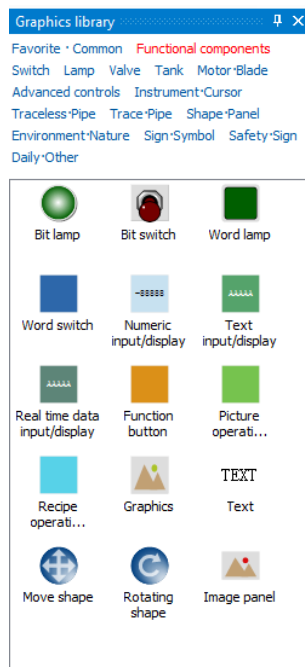 Graphics library
Favorite · Common Functional components
Switch Lamp Valve Tank Motor·Blade
Advanced controls Instrument·Cursor
Traceless·Pipe Trace·Pipe Shape·Panel
Environment·Nature Sign·Symbol Safety·Sign
Daily·Other
Bit lamp Bit switch Word lamp
-88888
Word switch Numeric input/display Text input/display
Real time data input/display Function button Picture operati...
TEXT
Recipe operati... Graphics Text
Move shape Rotating shape Image panel